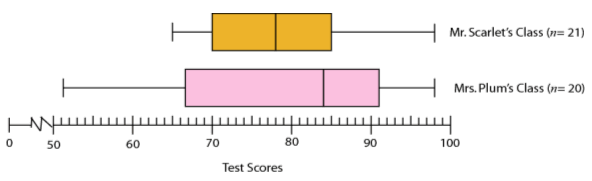 Mr. Scarlet's Class (n= 21)
Mrs. Plum's Class (n= 20)
0 50 60 70 80 90 100
Test Scores